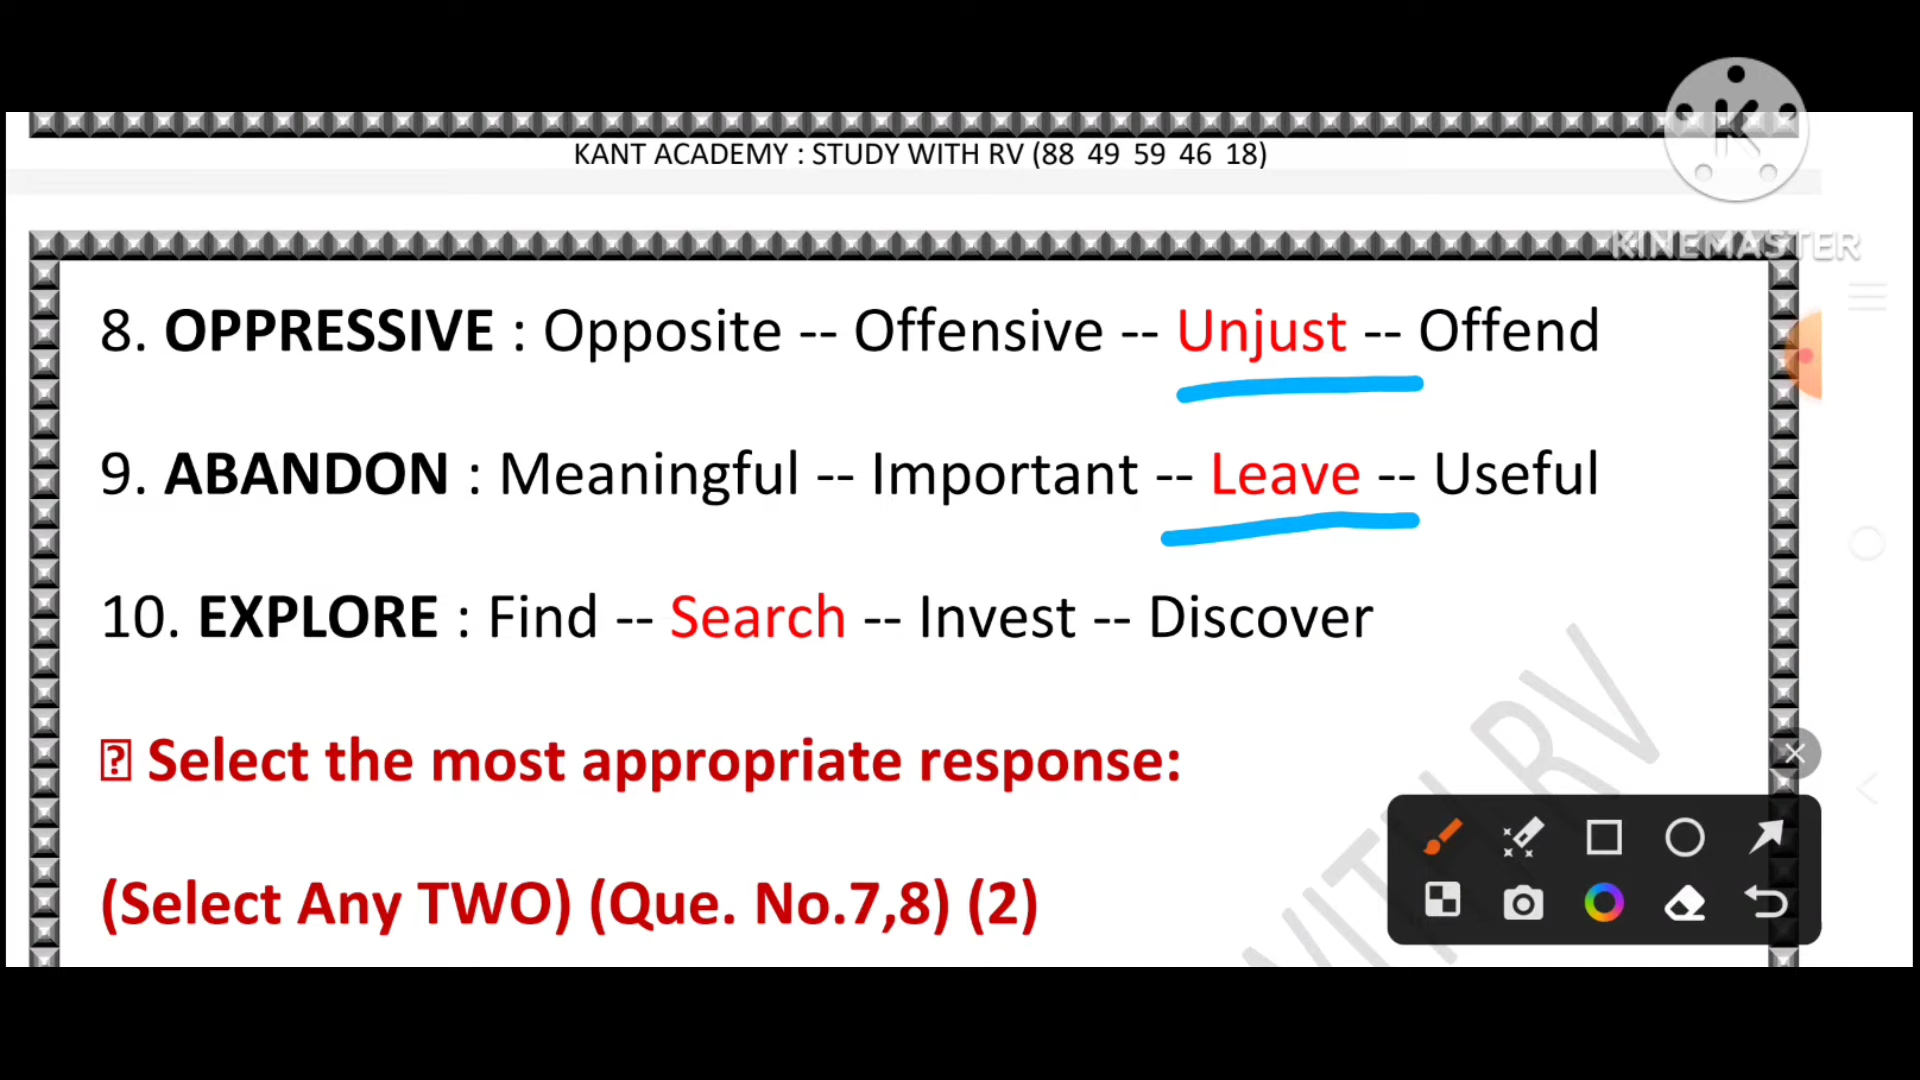 KANT ACADEMY : STUDY WITH RV (88 49 59 46 18)
K
KINEMASTER
8. OPPRESSIVE : Opposite -- Offensive -- Unjust -- Offend
9. ABANDON : Meaningful -- Important -- Leave -- Useful
10. EXPLORE : Find -- Search -- Invest -- Discover
? Select the most appropriate response:
(Select Any TWO) (Que. No.7,8) (2)
WITH RV